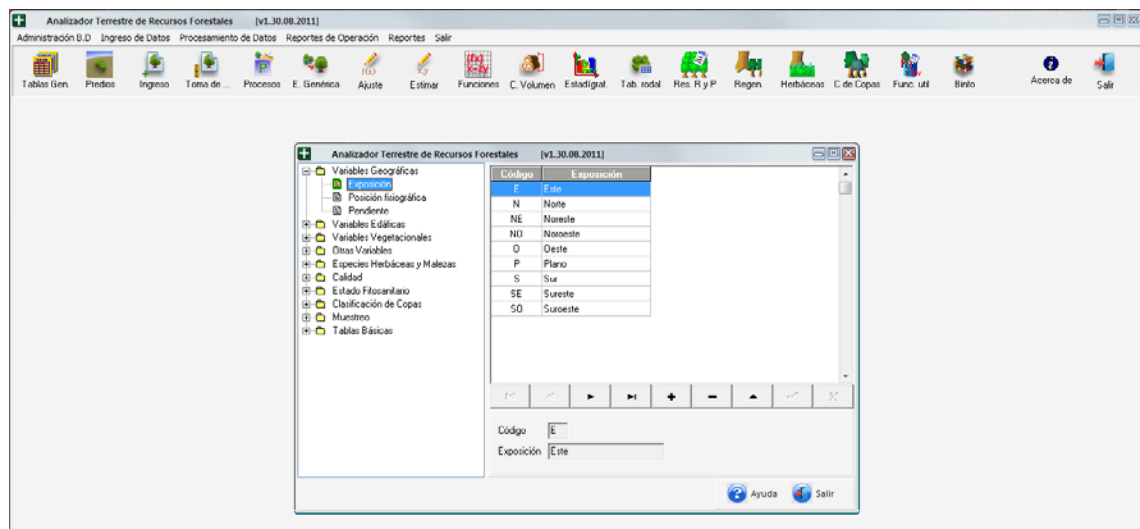 Analizador Terrestre de Recursos Forestales [v1.30.08.2011]
Administración B.D Ingreso de Datos Procesamiento de Datos Reportes de Operación Reportes Salir
Tablas Gen. Predios Ingreso Toma de ... Procesos E. Genérica Ajuste Estimar Funciones C. Volumen Estadígraf. Tab. rodal Res. R y P Regen. Herbáceas C de Copas Func. util Binfo Acerca de Salir
Analizador Terrestre de Recursos Forestales [v1.30.08.2011]
Variables Geográficas
Exposición
Posición fisiográfica
Pendiente
Variables Edáficas
Variables Vegetacionales
Otras Variables
Especies Herbáceas y Malezas
Calidad
Estado Fitosanitario
Clasificación de Copas
Muestreo
Tablas Básicas
Código Exposición
E Este
N Norte
NE Noreste
NO Noroeste
O Oeste
P Plano
S Sur
SE Sureste
SO Suroeste
Código E
Exposición Este
Ayuda Salir